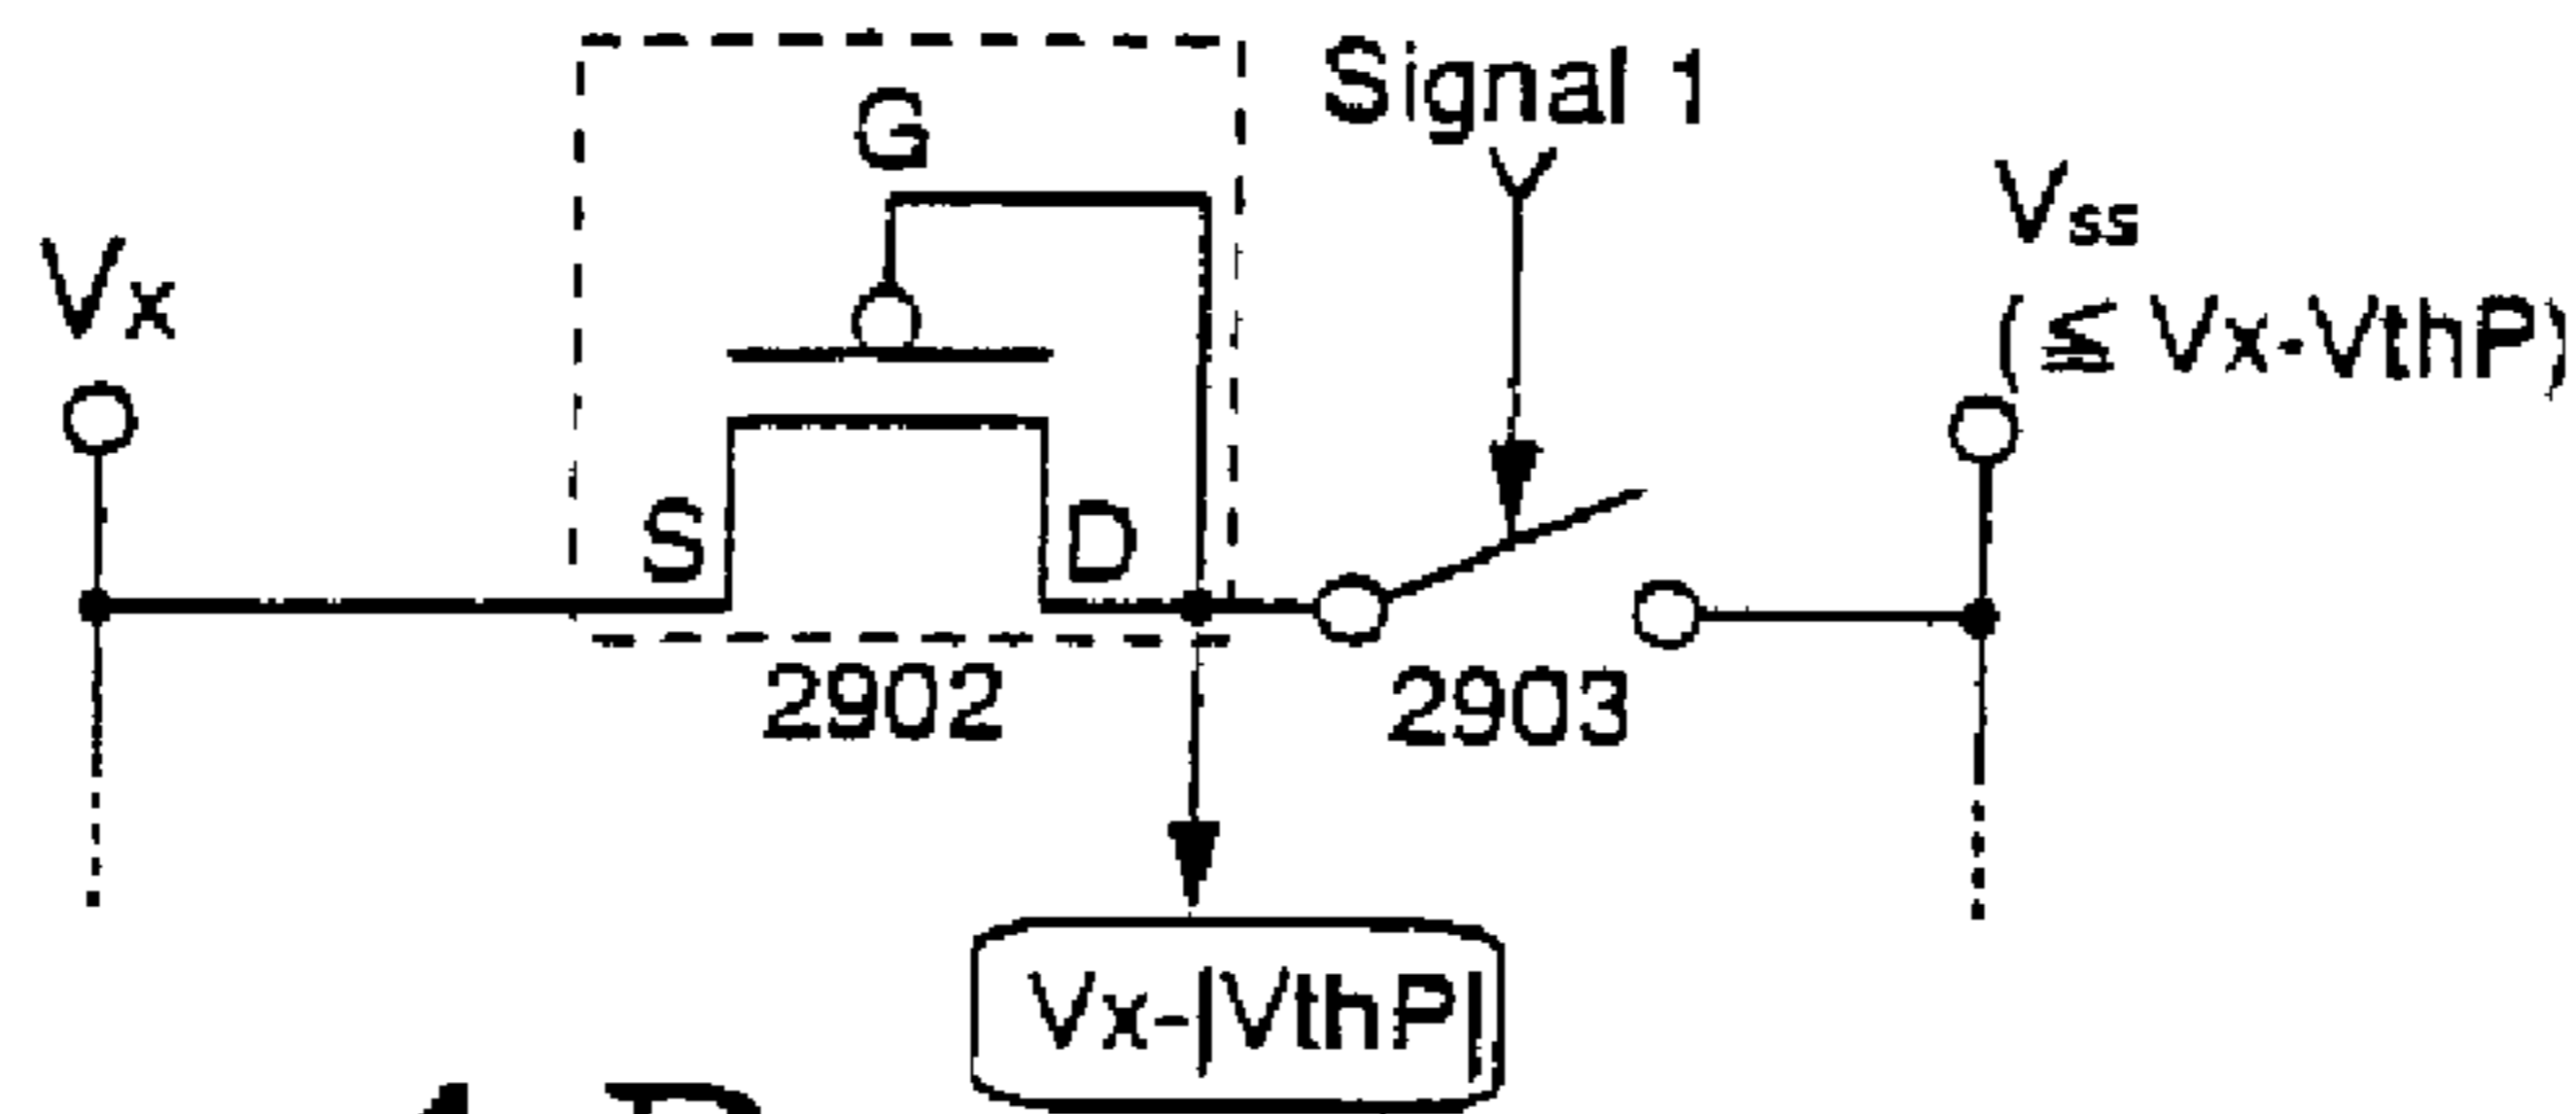 G
Signal 1
Vx
Vss
(≦ Vx-VthP)
S
D
2902
2903
Vx-|VthP|